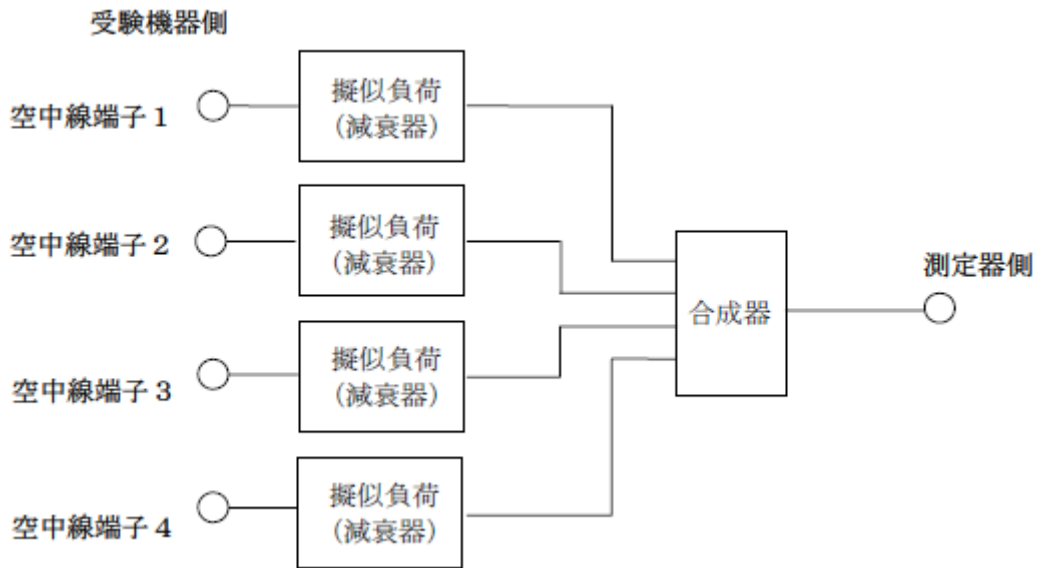 受験機器側
空中線端子1
擬似負荷
(減衰器)
空中線端子2
擬似負荷
(減衰器)
空中線端子3
擬似負荷
(減衰器)
空中線端子4
擬似負荷
(減衰器)
合成器
測定器側